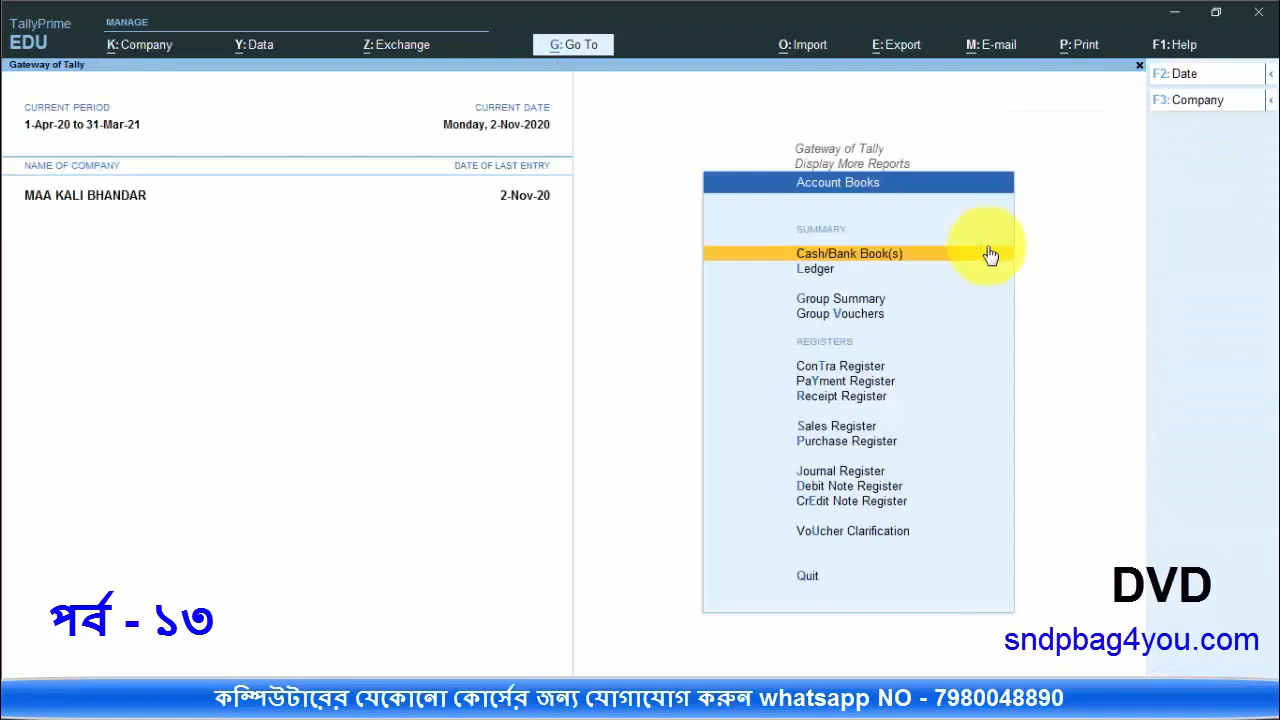 TallyPrime
EDU
MANAGE
K: Company
Y: Data
Z: Exchange
G: Go To
O: Import
E: Export
M: E-mail
P: Print
F1: Help
Gateway of Tally
F2: Date
F3: Company
CURRENT PERIOD
CURRENT DATE
1-Apr-20 to 31-Mar-21
Monday, 2-Nov-2020
NAME OF COMPANY
DATE OF LAST ENTRY
MAA KALI BHANDAR
2-Nov-20
Gateway of Tally
Display More Reports
Account Books
SUMMARY
Cash/Bank Book(s)
Ledger
Group Summary
Group Vouchers
REGISTERS
ConTra Register
PaYment Register
Receipt Register
Sales Register
Purchase Register
Journal Register
Debit Note Register
CrEdit Note Register
VoUcher Clarification
Quit
পর্ব - ১৩
DVD
sndpbag4you.com
কম্পিউটারের যেকোনো কোর্সের জন্য যোগাযোগ করুন whatsapp NO - 7980048890